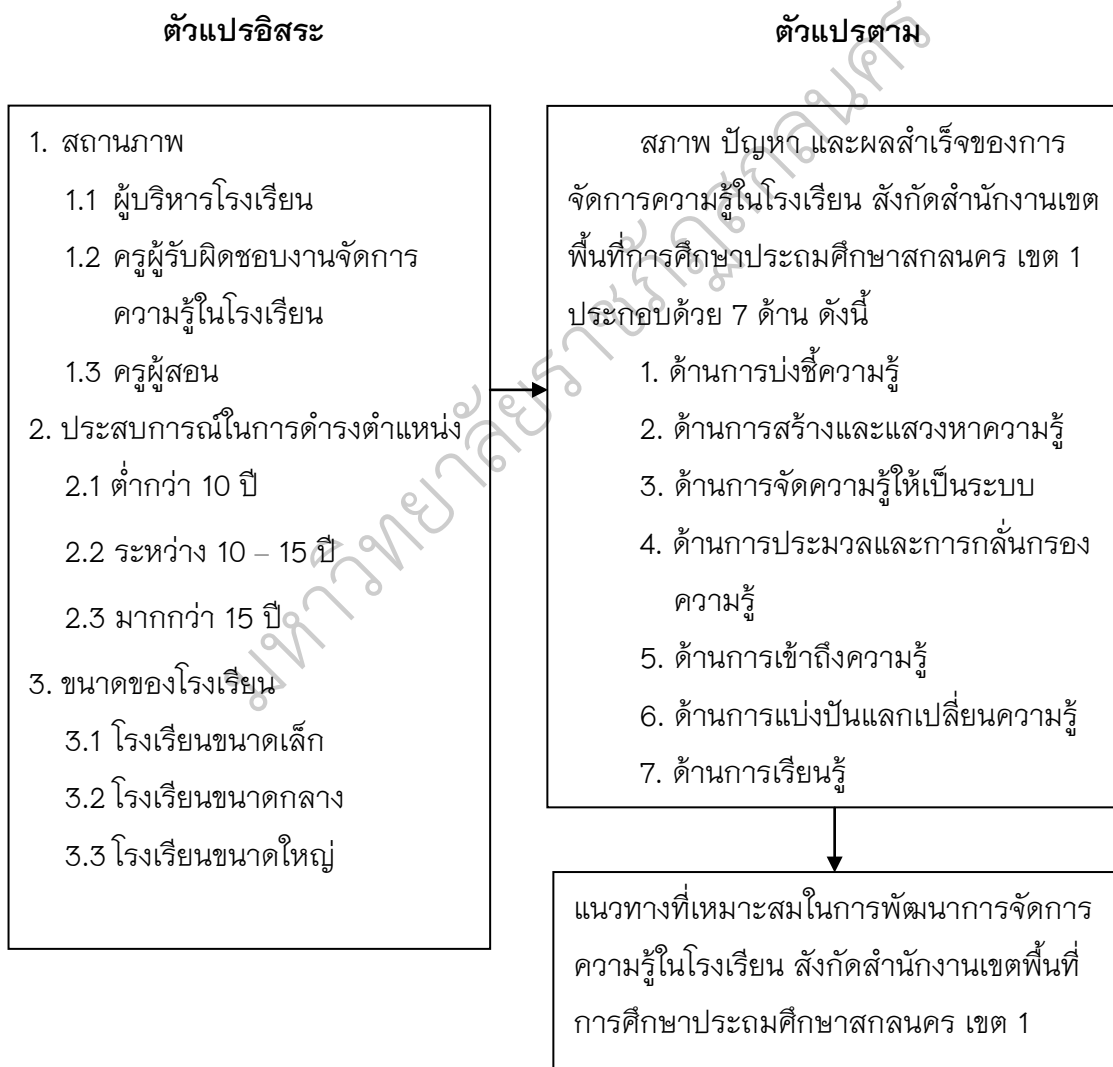 ตัวแปรอิสระ
1. สถานภาพ
1.1 ผู้บริหารโรงเรียน
1.2 ครูผู้รับผิดชอบงานจัดการ
ความรู้ในโรงเรียน
1.3 ครูผู้สอน
2. ประสบการณ์ในการดำรงตำแหน่ง
2.1 ต่ำกว่า 10 ปี
2.2 ระหว่าง 10 – 15 ปี
2.3 มากกว่า 15 ปี
3. ขนาดของโรงเรียน
3.1 โรงเรียนขนาดเล็ก
3.2 โรงเรียนขนาดกลาง
3.3 โรงเรียนขนาดใหญ่
ตัวแปรตาม
สภาพ ปัญหา และผลสำเร็จของการ
จัดการความรู้ในโรงเรียน สังกัดสำนักงานเขต
พื้นที่การศึกษาประถมศึกษาสกลนคร เขต 1
ประกอบด้วย 7 ด้าน ดังนี้
1. ด้านการบ่งชี้ความรู้
2. ด้านการสร้างและแสวงหาความรู้
3. ด้านการจัดความรู้ให้เป็นระบบ
4. ด้านการประมวลและการกลั่นกรอง
ความรู้
5. ด้านการเข้าถึงความรู้
6. ด้านการแบ่งปันแลกเปลี่ยนความรู้
7. ด้านการเรียนรู้
แนวทางที่เหมาะสมในการพัฒนาการจัดการ
ความรู้ในโรงเรียน สังกัดสำนักงานเขตพื้นที่
การศึกษาประถมศึกษาสกลนคร เขต 1
มหาวิทยาลัยราชภัฏสกลนคร